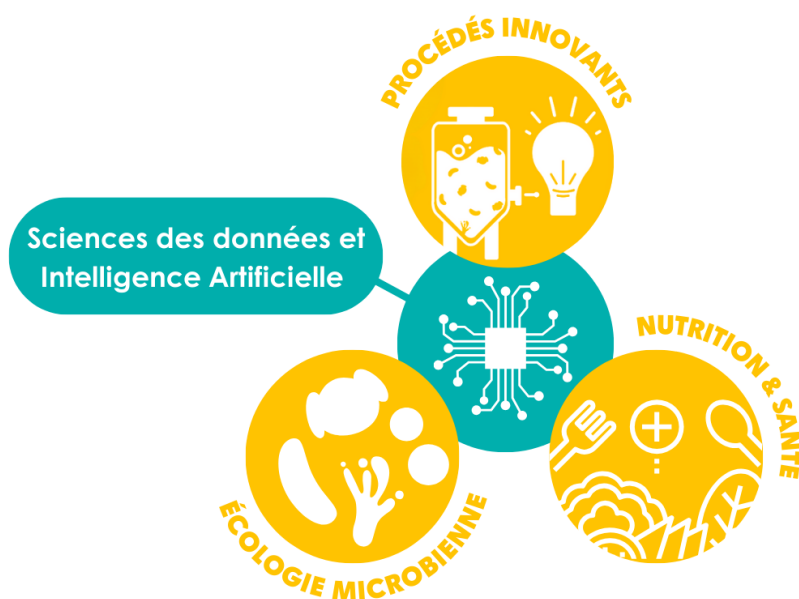 PROCÉDÉS INNOVANTS
Sciences des données et
Intelligence Artificielle
NUTRITION & SANTÉ
ÉCOLOGIE MICROBIENNE